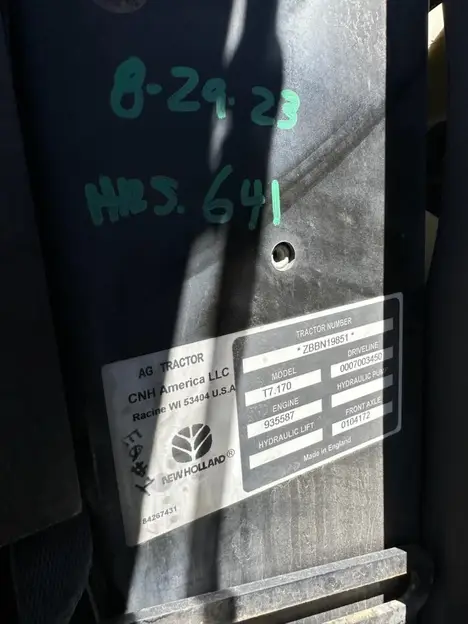 8-29-23
HRS. 641
AG TRACTOR
CNH America LLC
Racine WI 53404 U.S.A
NEW HOLLAND®
84267431
TRACTOR NUMBER
* ZBBN19851 *
MODEL
T7.170
DRIVELINE
0007003450
ENGINE
935587
HYDRAULIC PUMP
HYDRAULIC LIFT
FRONT AXLE
0104172
Made in England